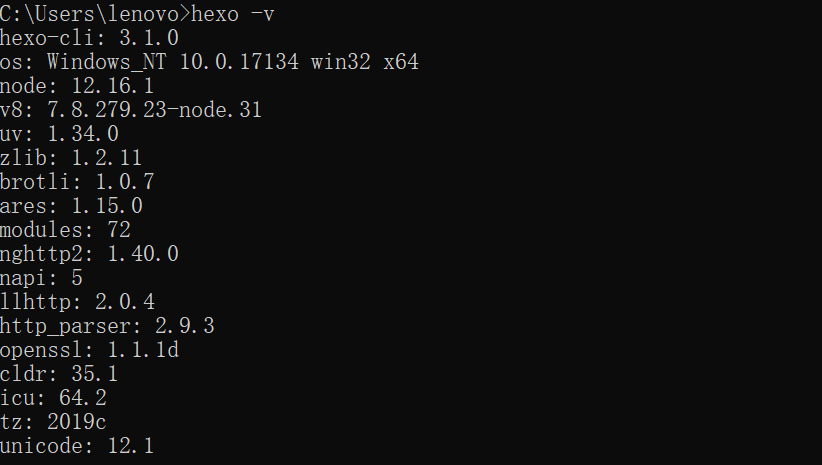 C:\Users\lenovo>hexo -v
hexo-cli: 3.1.0
os: Windows_NT 10.0.17134 win32 x64
node: 12.16.1
v8: 7.8.279.23-node.31
uv: 1.34.0
zlib: 1.2.11
brotli: 1.0.7
ares: 1.15.0
modules: 72
nghttp2: 1.40.0
napi: 5
llhttp: 2.0.4
http_parser: 2.9.3
openssl: 1.1.1d
cldr: 35.1
icu: 64.2
tz: 2019c
unicode: 12.1